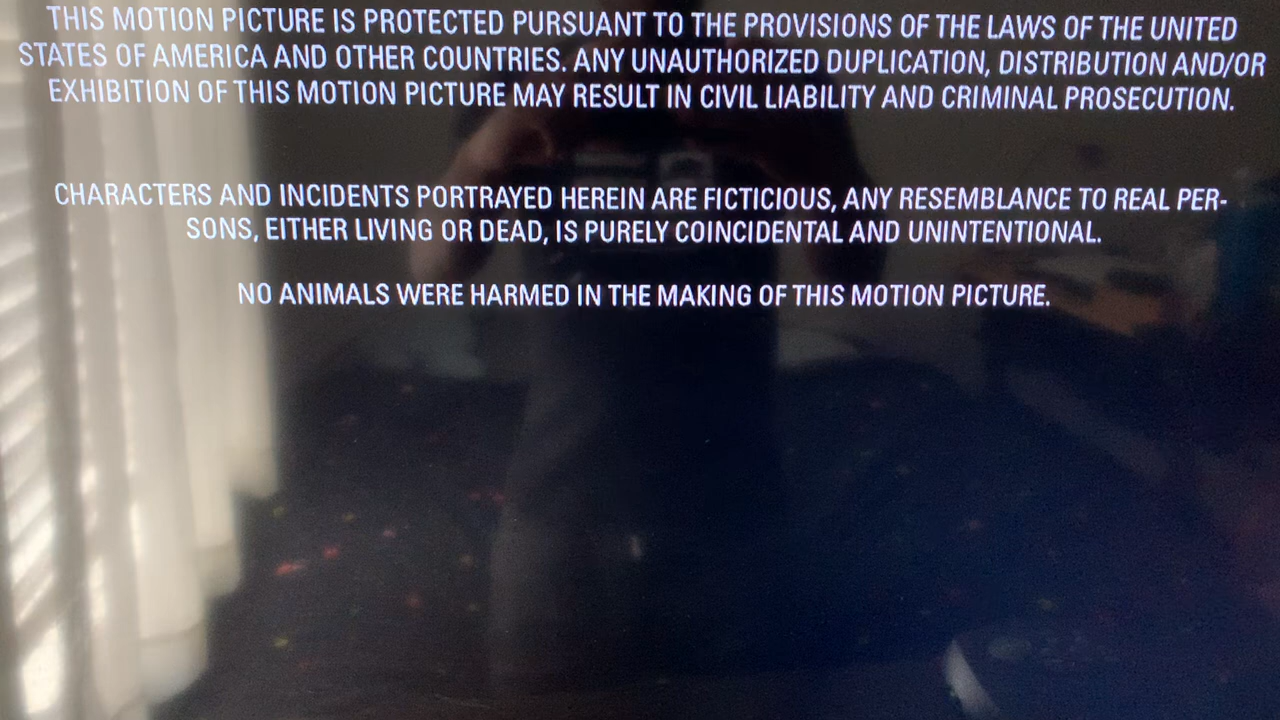 THIS MOTION PICTURE IS PROTECTED PURSUANT TO THE PROVISIONS OF THE LAWS OF THE UNITED
STATES OF AMERICA AND OTHER COUNTRIES. ANY UNAUTHORIZED DUPLICATION, DISTRIBUTION AND/OR
EXHIBITION OF THIS MOTION PICTURE MAY RESULT IN CIVIL LIABILITY AND CRIMINAL PROSECUTION.
CHARACTERS AND INCIDENTS PORTRAYED HEREIN ARE FICTICIOUS, ANY RESEMBLANCE TO REAL PER-
SONS, EITHER LIVING OR DEAD, IS PURELY COINCIDENTAL AND UNINTENTIONAL.
NO ANIMALS WERE HARMED IN THE MAKING OF THIS MOTION PICTURE.